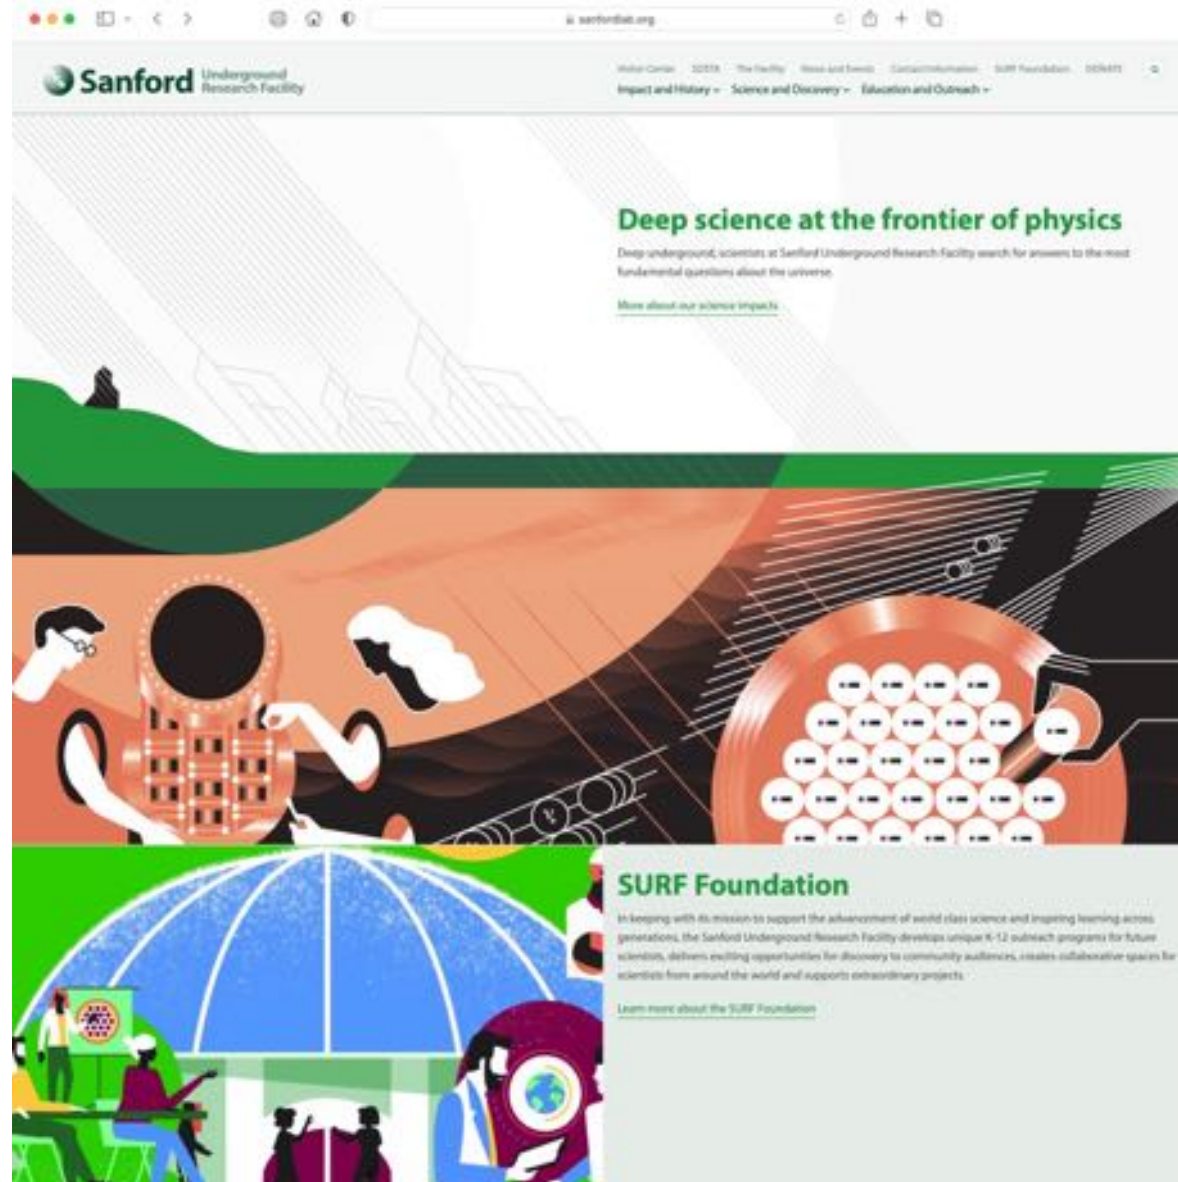 sanfordlab.org
Sanford Underground
Research Facility
Visitor Center SDSTA The Facility News and Events Contact Information SURF Foundation DONATE
Impact and History Science and Discovery Education and Outreach
Deep science at the frontier of physics
Deep underground, scientists at Sanford Underground Research Facility search for answers to the most
fundamental questions about the universe.
More about our science impacts
SURF Foundation
In keeping with its mission to support the advancement of world class science and inspiring learning across
generations, the Sanford Underground Research Facility develops unique K-12 outreach programs for future
scientists, delivers exciting opportunities for discovery to community audiences, creates collaborative spaces for
scientists from around the world and supports extraordinary projects.
Learn more about the SURF Foundation